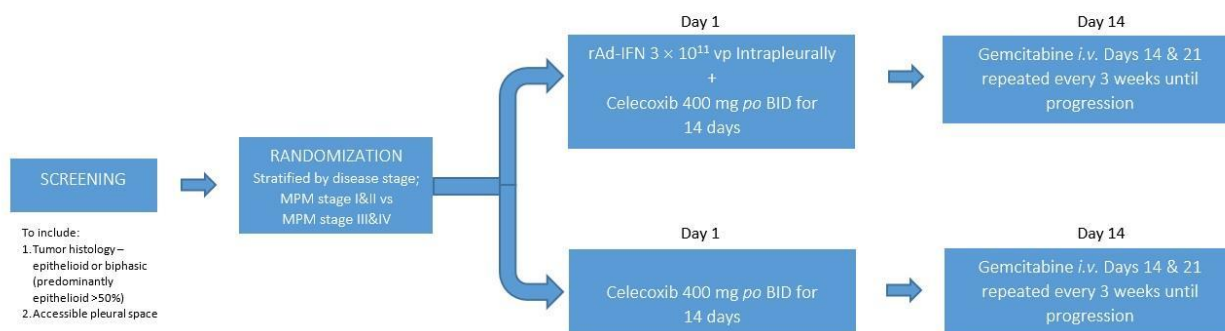 SCREENING
To include:
1. Tumor histology –
epithelioid or biphasic
(predominantly
epithelioid >50%)
2. Accessible pleural space
RANDOMIZATION
Stratified by disease stage;
MPM stage I&II vs
MPM stage III&IV
Day 1
rAd-IFN 3 × 10¹¹ vp Intrapleurally
+
Celecoxib 400 mg po BID for
14 days
Day 14
Gemcitabine i.v. Days 14 & 21
repeated every 3 weeks until
progression
Day 1
Celecoxib 400 mg po BID for
14 days
Day 14
Gemcitabine i.v. Days 14 & 21
repeated every 3 weeks until
progression